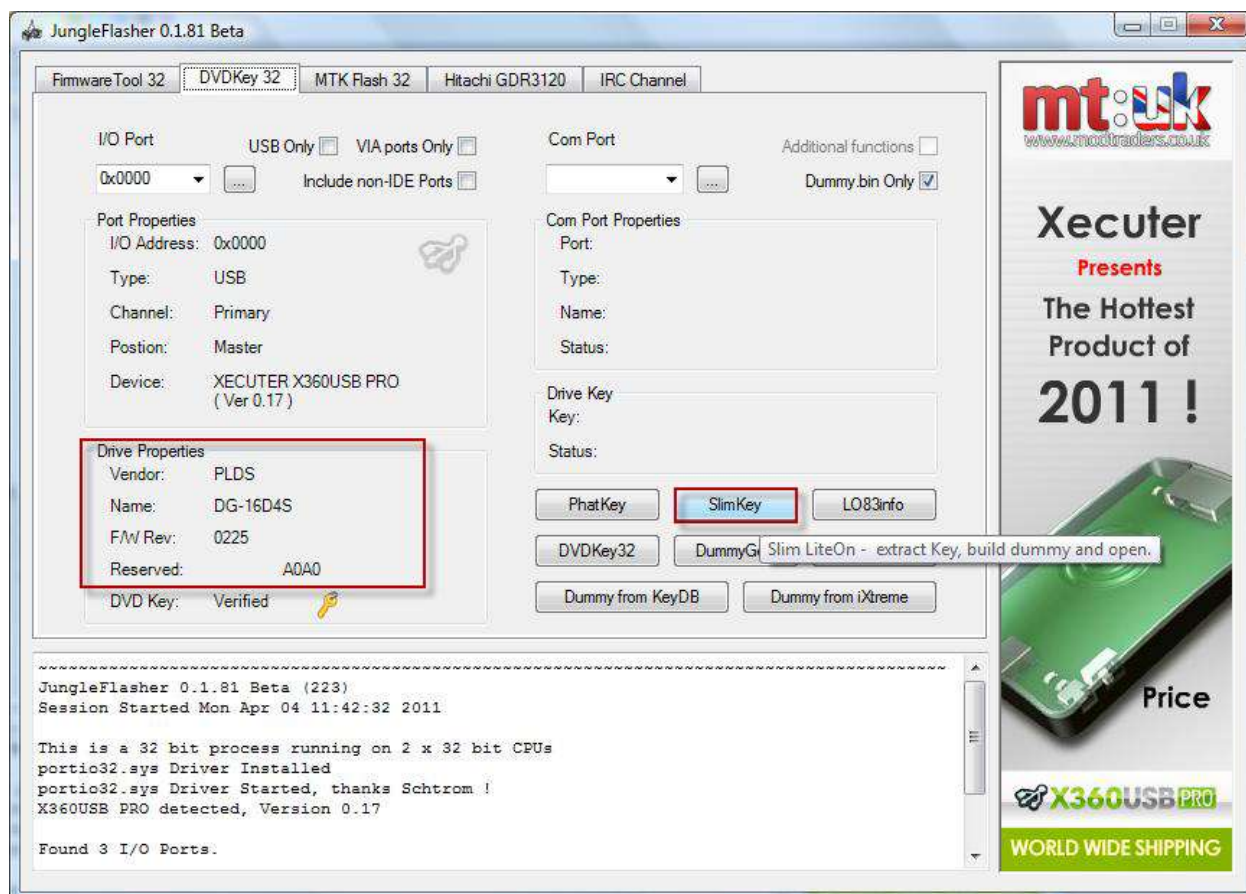 JungleFlasher 0.1.81 Beta
FirmwareTool 32 DVDKey 32 MTK Flash 32 Hitachi GDR3120 IRC Channel
I/O Port USB Only VIA ports Only
0x0000 ... Include non-IDE Ports
Port Properties
I/O Address: 0x0000
Type: USB
Channel: Primary
Postion: Master
Device: XECUTER X360USB PRO
( Ver 0.17 )
Drive Properties
Vendor: PLDS
Name: DG-16D4S
F/W Rev: 0225
Reserved: A0A0
DVD Key: Verified
Com Port Additional functions
... Dummy.bin Only
Com Port Properties
Port:
Type:
Name:
Status:
Drive Key
Key:
Status:
PhatKey SlimKey LO83info
DVDKey32 DummyG
Slim LiteOn - extract Key, build dummy and open.
Dummy from KeyDB Dummy from iXtreme
~~~~~~~~~~~~~~~~~~~~~~~~~~~~~~~~~~~~~~~~~~~~~~~~~~~~~~~~~~~~~~~~~~~~~~~~~~~~~~~~
JungleFlasher 0.1.81 Beta (223)
Session Started Mon Apr 04 11:42:32 2011
This is a 32 bit process running on 2 x 32 bit CPUs
portio32.sys Driver Installed
portio32.sys Driver Started, thanks Schtrom !
X360USB PRO detected, Version 0.17
Found 3 I/O Ports.
mt:uk
www.modtraders.co.uk
Xecuter
Presents
The Hottest
Product of
2011 !
Price
X360USB PRO
WORLD WIDE SHIPPING